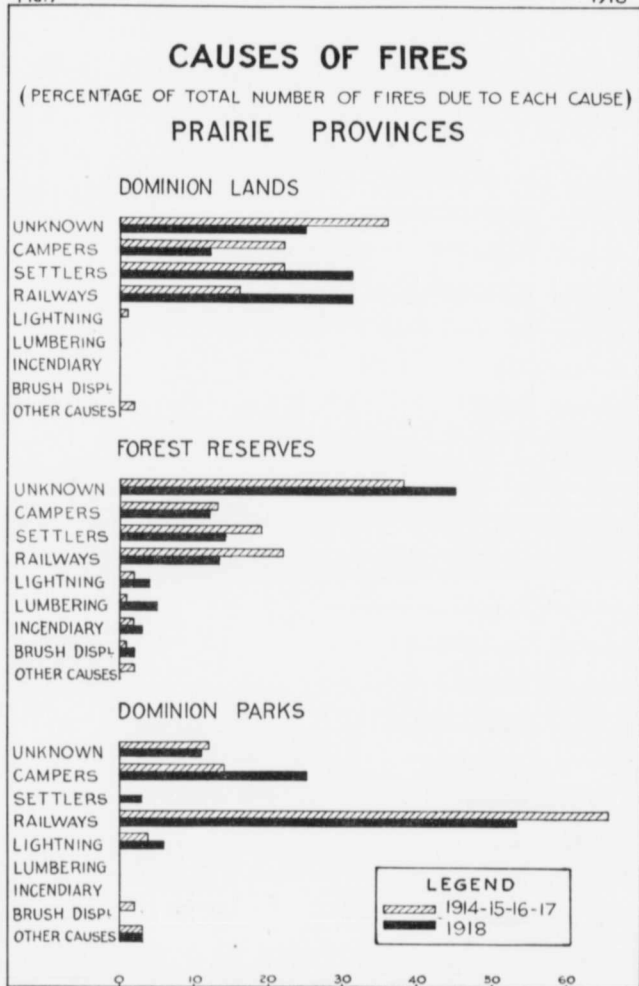 1918
CAUSES OF FIRES
(PERCENTAGE OF TOTAL NUMBER OF FIRES DUE TO EACH CAUSE)
PRAIRIE PROVINCES
DOMINION LANDS
UNKNOWN
CAMPERS
SETTLERS
RAILWAYS
LIGHTNING
LUMBERING
INCENDIARY
BRUSH DISPL
OTHER CAUSES
FOREST RESERVES
UNKNOWN
CAMPERS
SETTLERS
RAILWAYS
LIGHTNING
LUMBERING
INCENDIARY
BRUSH DISPL
OTHER CAUSES
DOMINION PARKS
UNKNOWN
CAMPERS
SETTLERS
RAILWAYS
LIGHTNING
LUMBERING
INCENDIARY
BRUSH DISPL
OTHER CAUSES
LEGEND
1914-15-16-17
1918
0 10 20 30 40 50 60